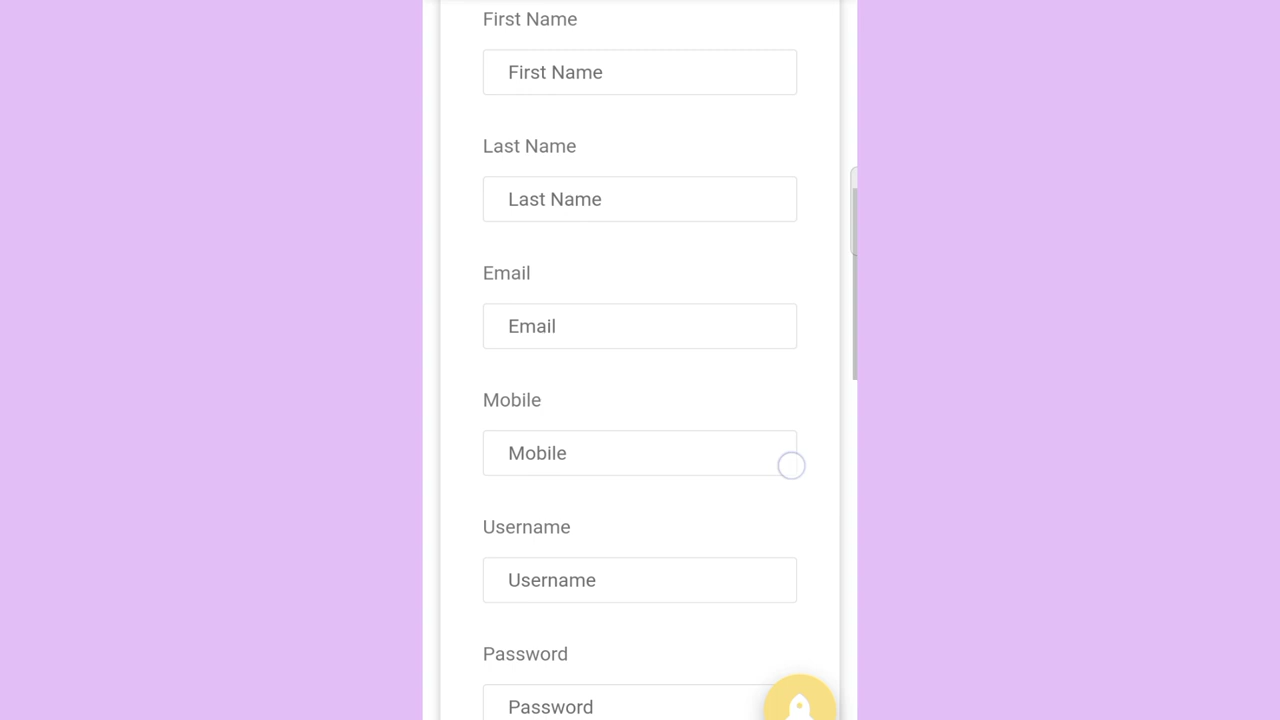 First Name
First Name
Last Name
Last Name
Email
Email
Mobile
Mobile
Username
Username
Password
Password